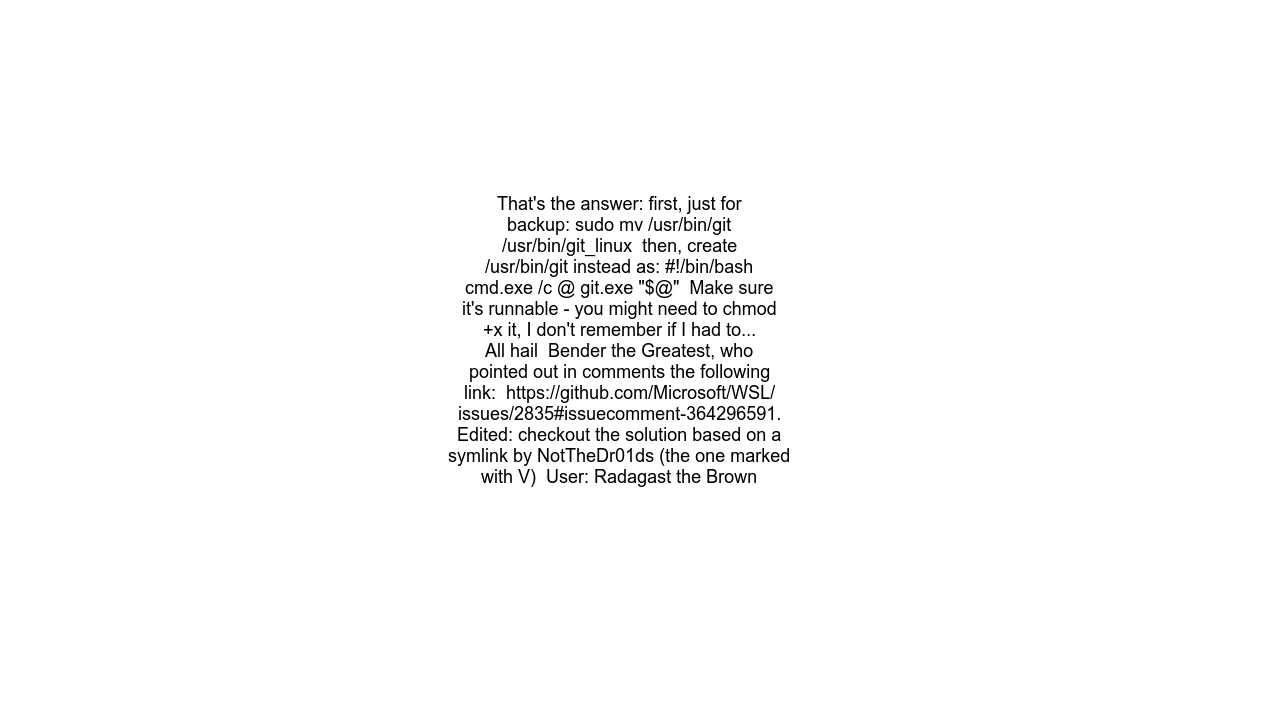 That's the answer: first, just for
backup: sudo mv /usr/bin/git
/usr/bin/git_linux  then, create
/usr/bin/git instead as: #!/bin/bash
cmd.exe /c @ git.exe "$@"  Make sure
it's runnable - you might need to chmod
+x it, I don't remember if I had to...
All hail  Bender the Greatest, who
pointed out in comments the following
link:  https://github.com/Microsoft/WSL/
issues/2835#issuecomment-364296591.
Edited: checkout the solution based on a
symlink by NotTheDr01ds (the one marked
with V)  User: Radagast the Brown